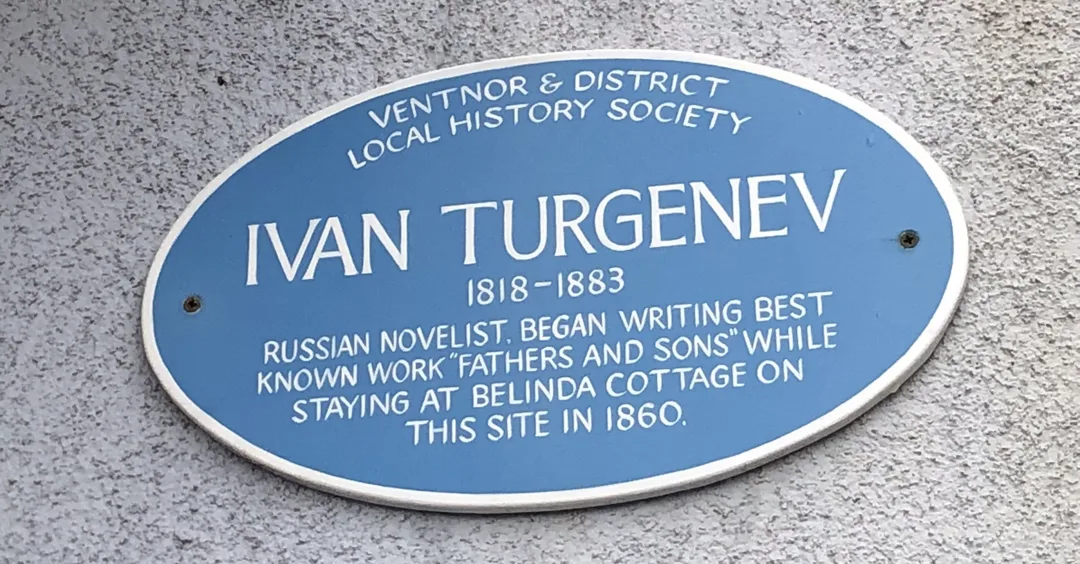 VENTNOR & DISTRICT
LOCAL HISTORY SOCIETY
IVAN TURGENEV
1818-1883
RUSSIAN NOVELIST. BEGAN WRITING BEST
KNOWN WORK "FATHERS AND SONS" WHILE
STAYING AT BELINDA COTTAGE ON
THIS SITE IN 1860.